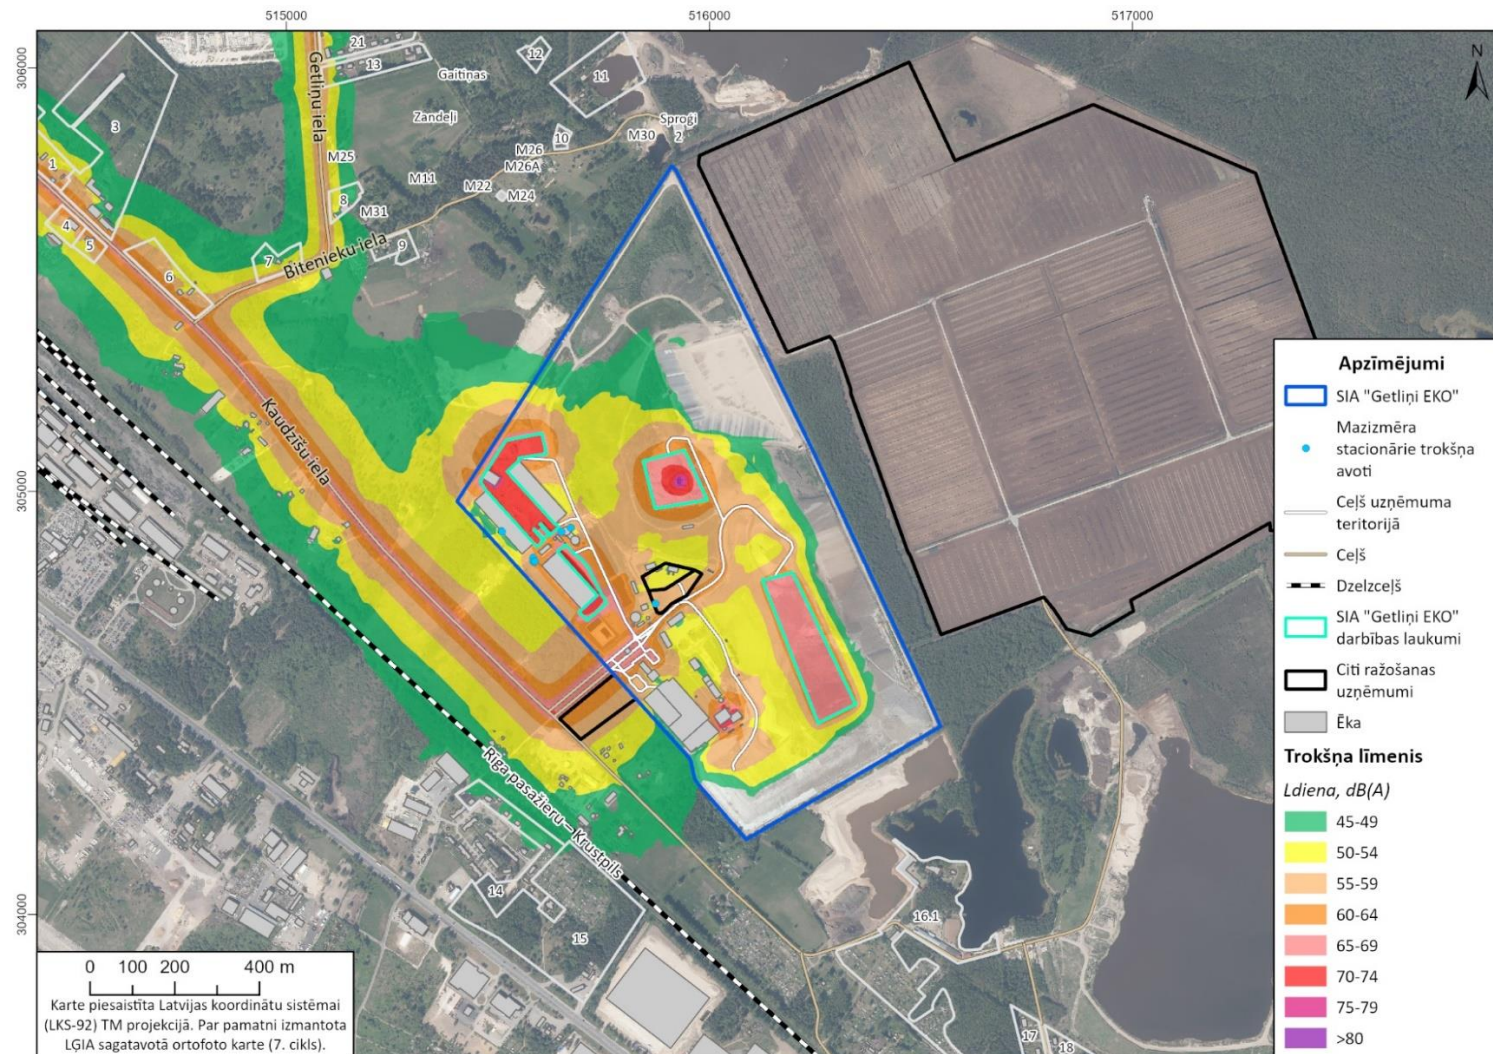 515000
516000
517000
306000
305000
304000
N
21
13
12
11
3
Gaitiņas
Getliņu iela
Zandeļi
Sprogi
2
10
M30
M26
M25
M26A
1
M11
M22
M24
8
M31
4
5
9
7
Bitenieku iela
6
Kaudzīšu iela
Rīga pasažieru – Krustpils
14
15
16.1
17
18
0 100 200 400 m
Karte piesaistīta Latvijas koordinātu sistēmai
(LKS-92) TM projekcijā. Par pamatni izmantota
LĢIA sagatavotā ortofoto karte (7. cikls).
Apzīmējumi
SIA "Getliņi EKO"
Mazizmēra
stacionārie trokšņa
avoti
Ceļš uzņēmuma
teritorijā
Ceļš
Dzelzceļš
SIA "Getliņi EKO"
darbības laukumi
Citi ražošanas
uzņēmumi
Ēka
Trokšņa līmenis
Ldiena, dB(A)
45-49
50-54
55-59
60-64
65-69
70-74
75-79
>80